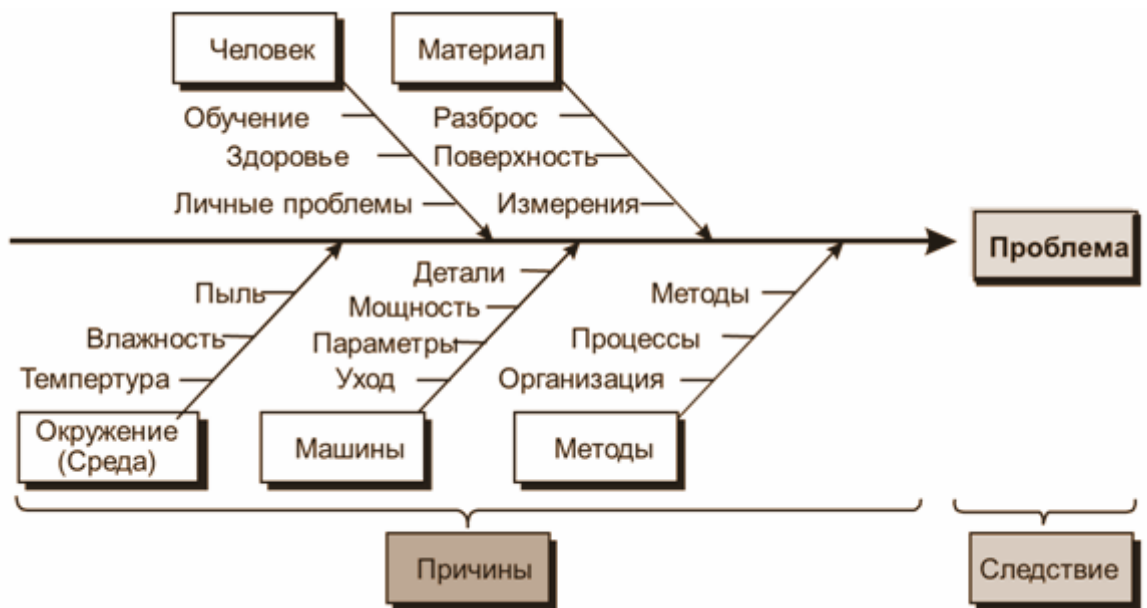 Человек
Материал
Обучение
Разброс
Здоровье
Поверхность
Личные проблемы
Измерения
Проблема
Детали
Пыль
Мощность
Методы
Влажность
Параметры
Процессы
Темпертура
Уход
Организация
Окружение
(Среда)
Машины
Методы
Причины
Следствие